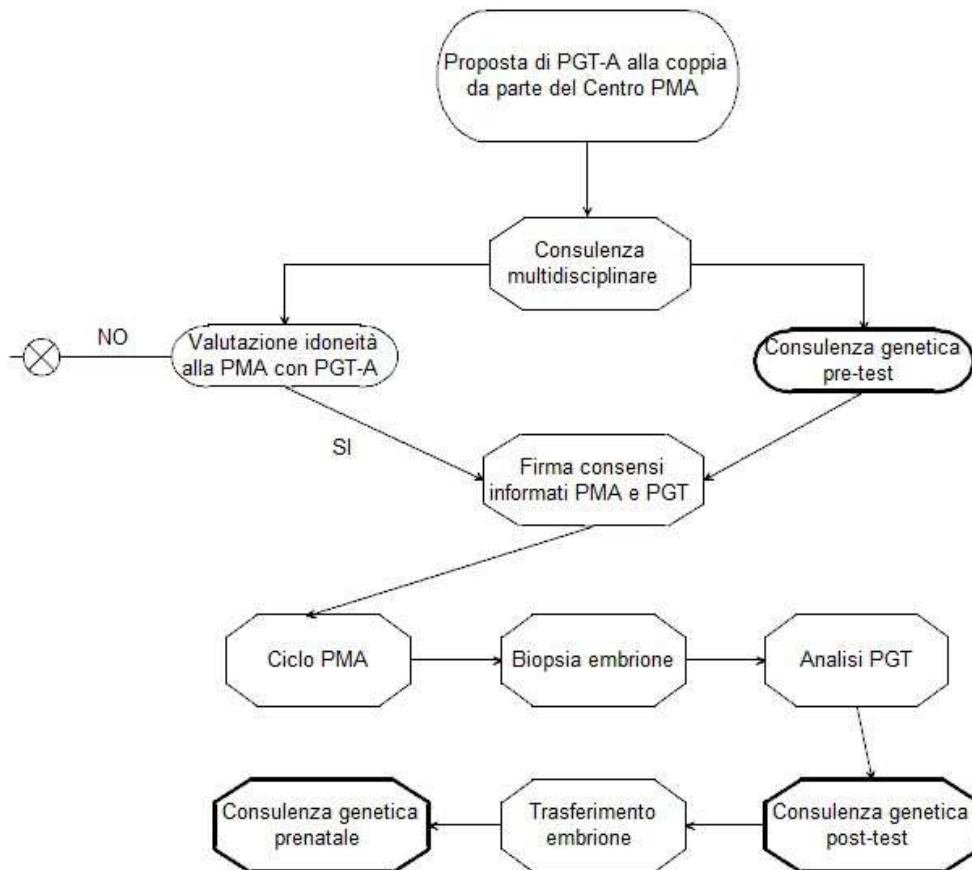 Proposta di PGT-A alla coppia
da parte del Centro PMA
Consulenza
multidisciplinare
NO
Valutazione idoneità
alla PMA con PGT-A
Consulenza genetica
pre-test
SI
Firma consensi
informati PMA e PGT
Ciclo PMA
Biopsia embrione
Analisi PGT
Consulenza genetica
prenatale
Trasferimento
embrione
Consulenza genetica
post-test